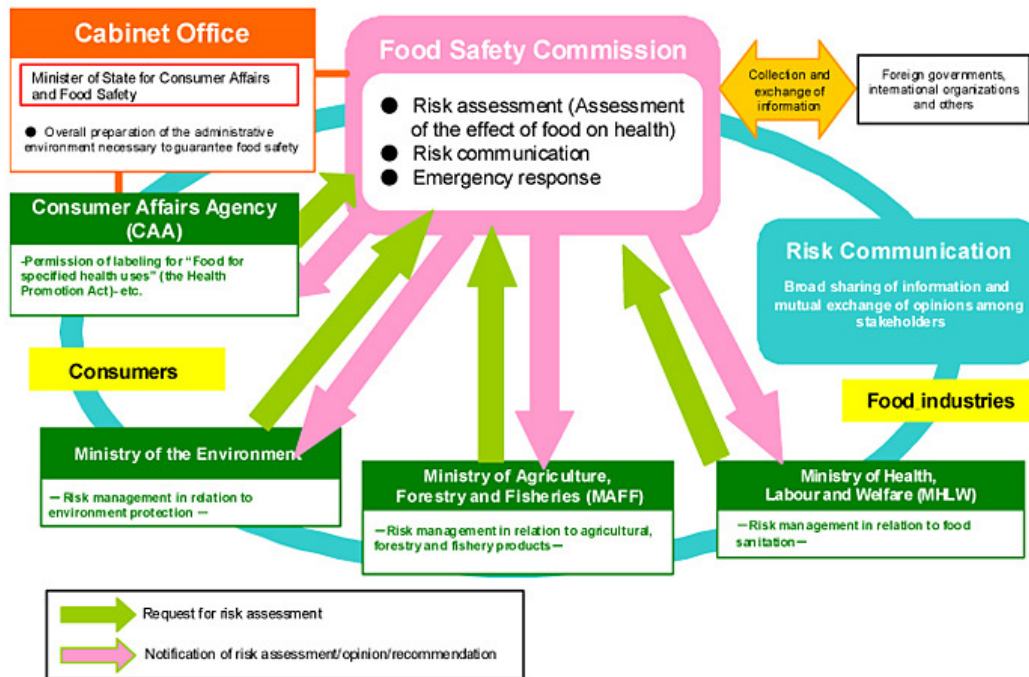 Cabinet Office
Minister of State for Consumer Affairs
and Food Safety
● Overall preparation of the administrative
environment necessary to guarantee food safety
Food Safety Commission
● Risk assessment (Assessment
of the effect of food on health)
● Risk communication
● Emergency response
Collection and
exchange of
information
Foreign governments,
international organizations
and others
Consumer Affairs Agency
(CAA)
-Permission of labeling for “Food for
specified health uses” (the Health
Promotion Act)- etc.
Risk Communication
Broad sharing of information and
mutual exchange of opinions among
stakeholders
Consumers
Food industries
Ministry of the Environment
— Risk management in relation to
environment protection —
Ministry of Agriculture,
Forestry and Fisheries (MAFF)
—Risk management in relation to agricultural,
forestry and fishery products—
Ministry of Health,
Labour and Welfare (MHLW)
—Risk management in relation to food
sanitation—
Request for risk assessment
Notification of risk assessment/opinion/recommendation